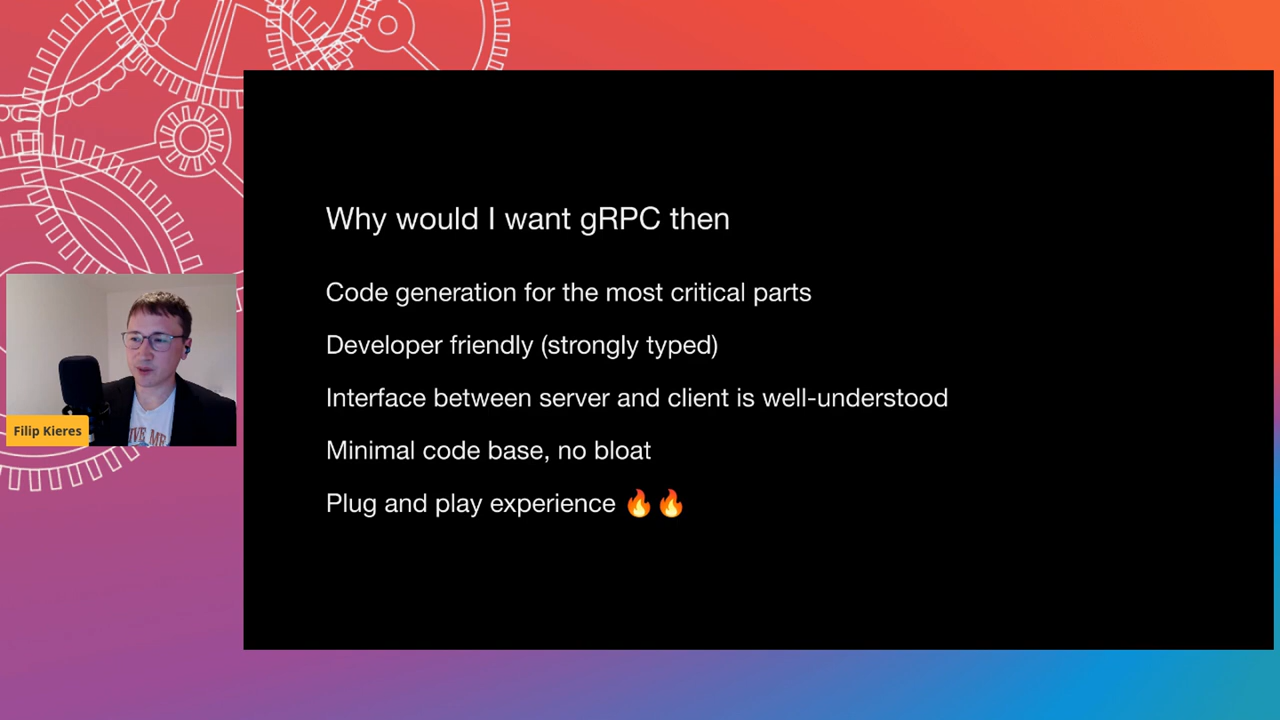 Why would I want gRPC then
Code generation for the most critical parts
Developer friendly (strongly typed)
Interface between server and client is well-understood
Minimal code base, no bloat
Plug and play experience 🔥🔥
Filip Kieres